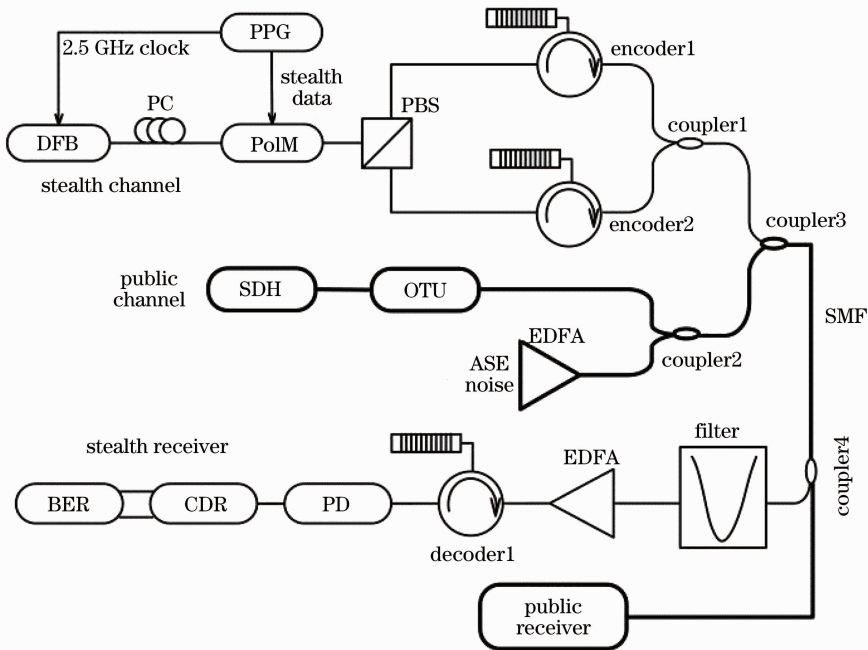 PPG
2.5 GHz clock
stealth
data
PC
DFB
PolM
PBS
stealth channel
encoder1
encoder2
coupler1
coupler3
public
channel
SDH
OTU
EDFA
ASE
noise
coupler2
SMF
stealth receiver
BER
CDR
PD
decoder1
EDFA
filter
coupler4
public
receiver